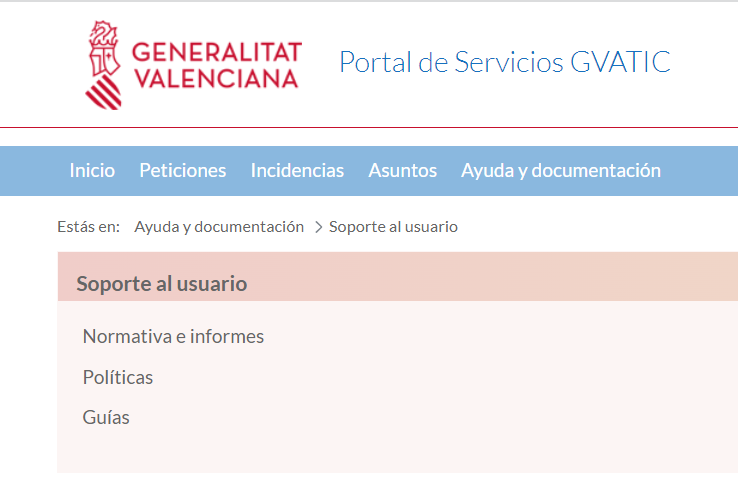 GENERALITAT
VALENCIANA
Portal de Servicios GVATIC
Inicio Peticiones Incidencias Asuntos Ayuda y documentación
Estás en: Ayuda y documentación > Soporte al usuario
Soporte al usuario
Normativa e informes
Políticas
Guías